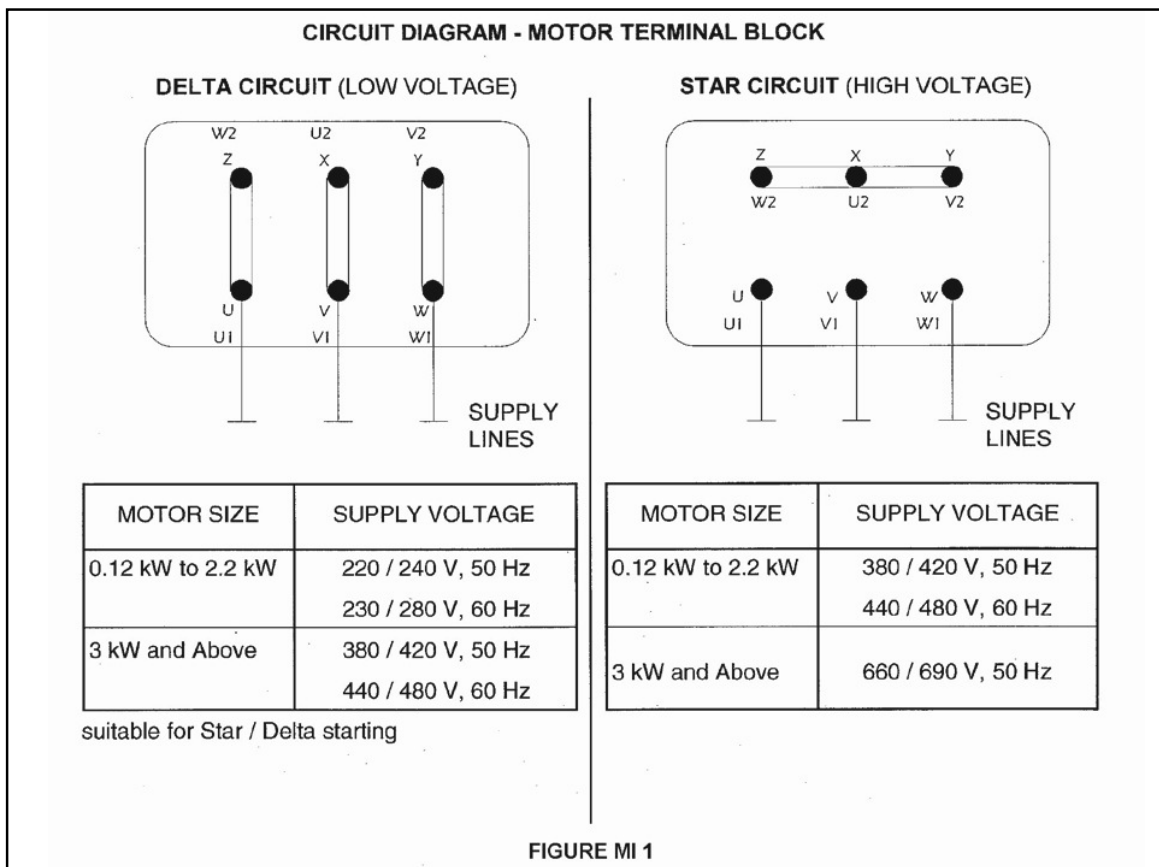 CIRCUIT DIAGRAM - MOTOR TERMINAL BLOCK
DELTA CIRCUIT (LOW VOLTAGE)
W2 U2 V2
Z X Y
U V W
U1 V1 W1
SUPPLY
LINES
MOTOR SIZE SUPPLY VOLTAGE
0.12 kW to 2.2 kW 220 / 240 V, 50 Hz
230 / 280 V, 60 Hz
3 kW and Above 380 / 420 V, 50 Hz
440 / 480 V, 60 Hz
suitable for Star / Delta starting
STAR CIRCUIT (HIGH VOLTAGE)
Z X Y
W2 U2 V2
U V W
U1 V1 W1
SUPPLY
LINES
MOTOR SIZE SUPPLY VOLTAGE
0.12 kW to 2.2 kW 380 / 420 V, 50 Hz
440 / 480 V, 60 Hz
3 kW and Above 660 / 690 V, 50 Hz
FIGURE MI 1